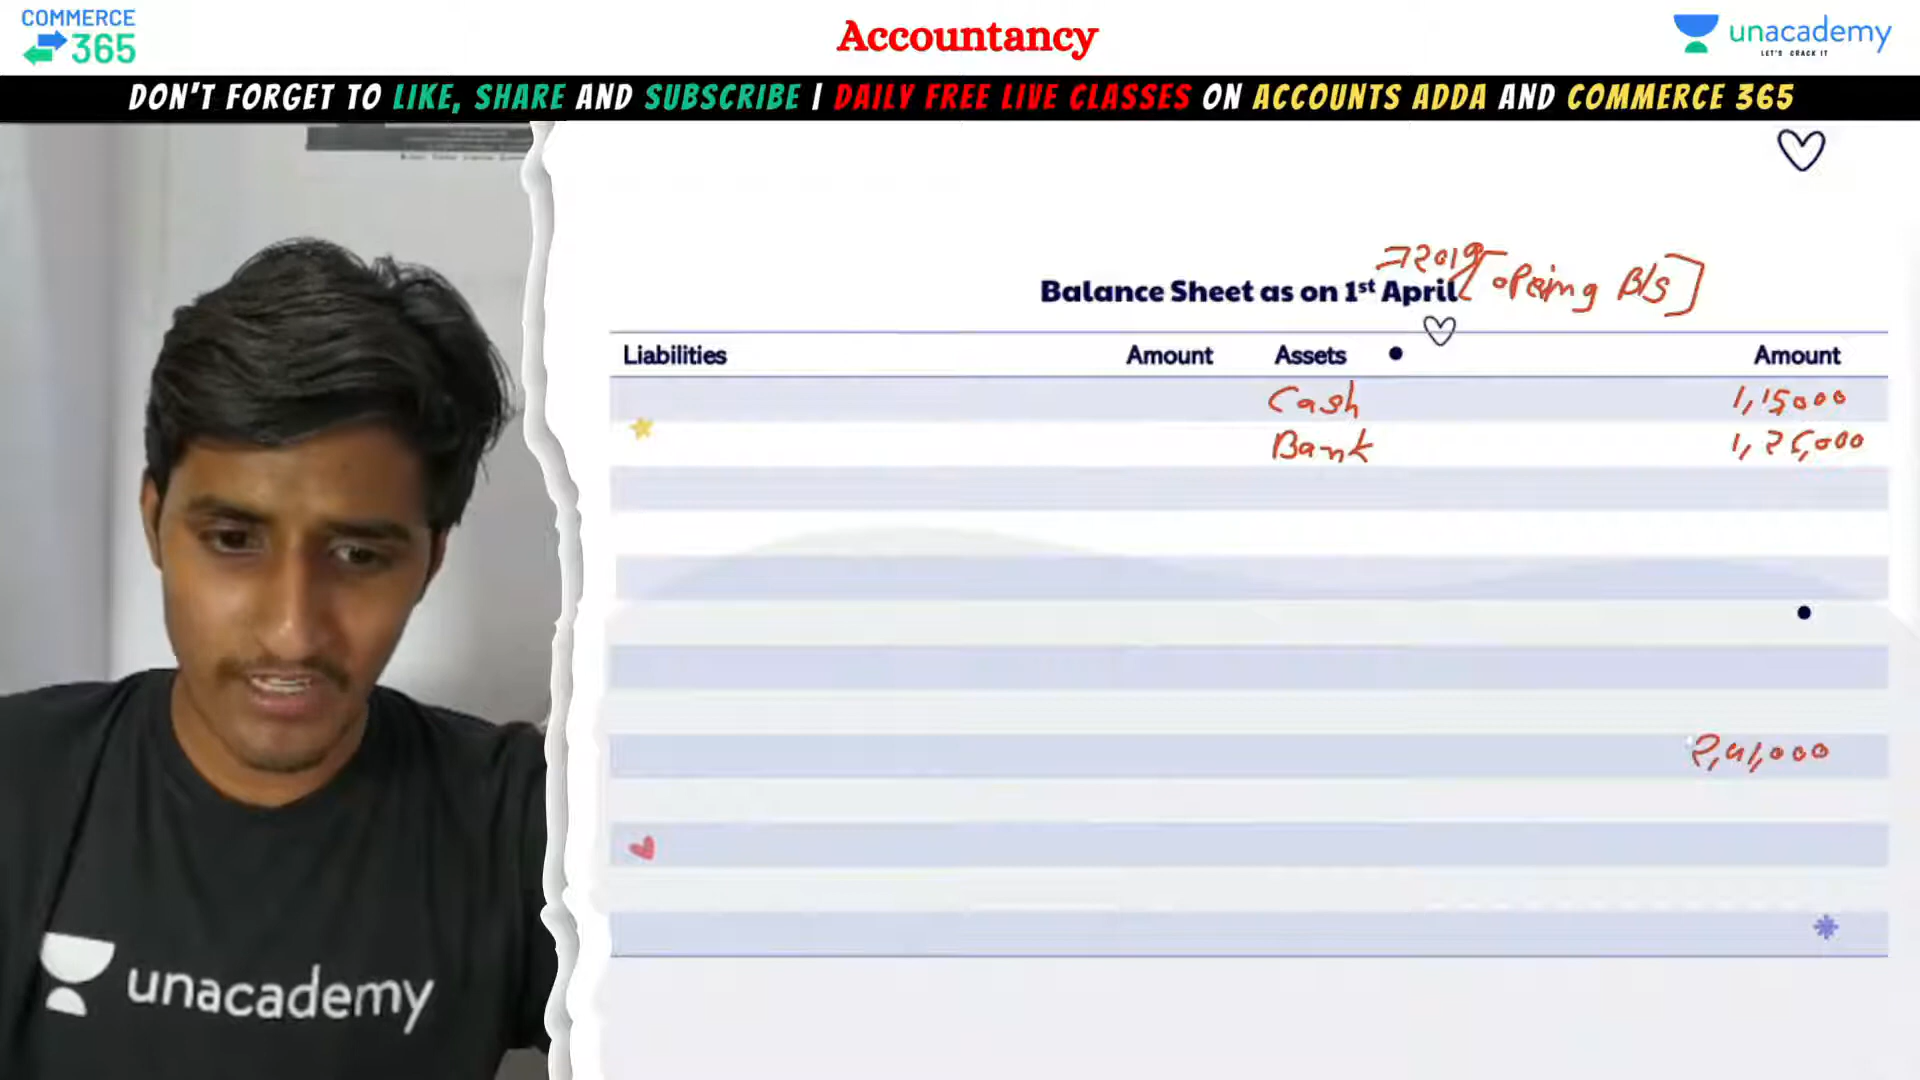 COMMERCE
365
Accountancy
unacademy
LET'S CRACK IT
DON'T FORGET TO LIKE, SHARE AND SUBSCRIBE | DAILY FREE LIVE CLASSES ON ACCOUNTS ADDA AND COMMERCE 365
2019
Balance Sheet as on 1st April [opening B/S]
Liabilities Amount Assets Amount
Cash 1,15000
Bank 1,25,000
2,41,000
unacademy